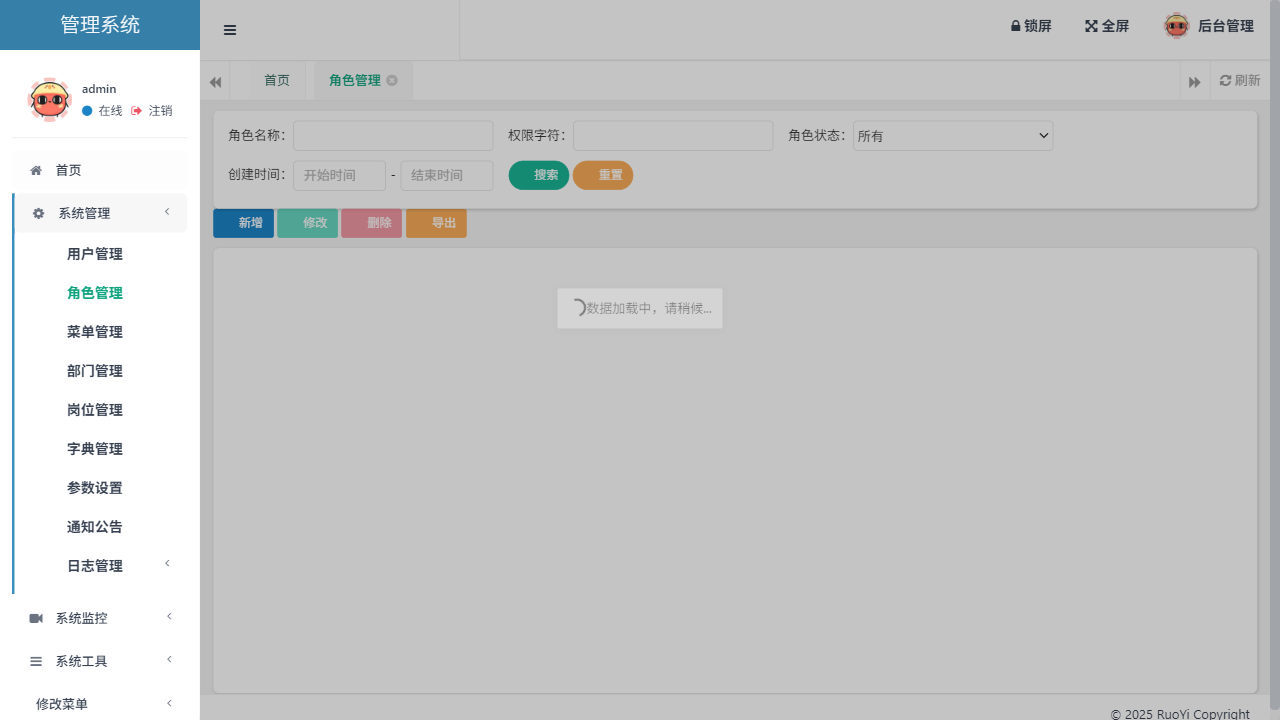 管理系统
admin
在线 注销
首页
系统管理
用户管理
角色管理
菜单管理
部门管理
岗位管理
字典管理
参数设置
通知公告
日志管理
系统监控
系统工具
修改菜单
锁屏 全屏 后台管理
首页 角色管理 刷新
角色名称： 权限字符： 角色状态： 所有
创建时间： 开始时间 - 结束时间 搜索 重置
新增 修改 删除 导出
数据加载中，请稍候...
© 2025 RuoYi Copyright